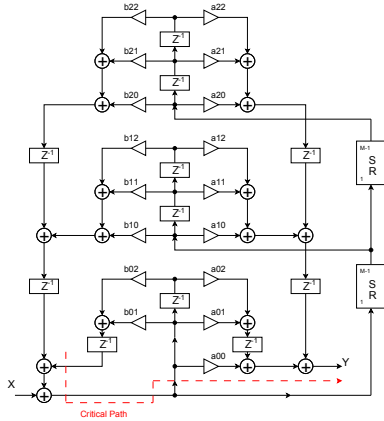 b22 a22
Z-1
b21 a21
Z-1
b20 a20
Z-1 Z-1
M-1
S
R
1
b12 a12
Z-1
b11 a11
Z-1
b10 a10
Z-1 Z-1
M-1
S
R
1
b02 a02
Z-1
b01 a01
Z-1 Z-1
a00
Y
X
Critical Path